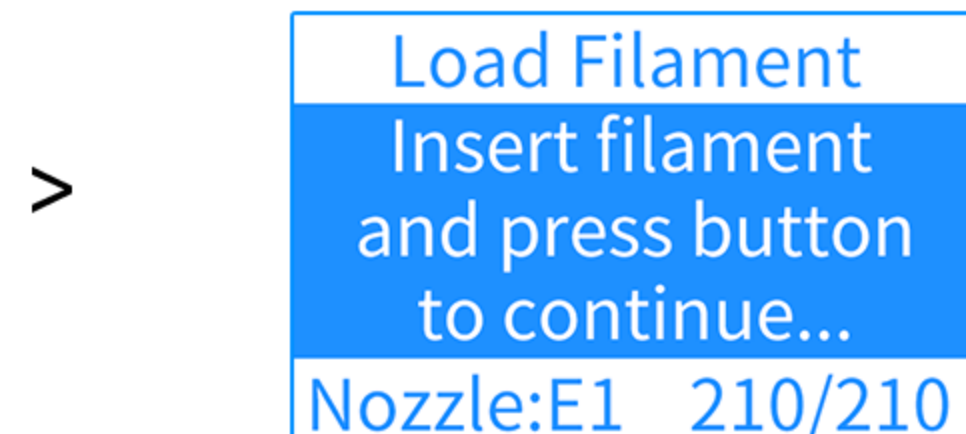 >
Load Filament
Insert filament
and press button
to continue...
Nozzle:E1 210/210